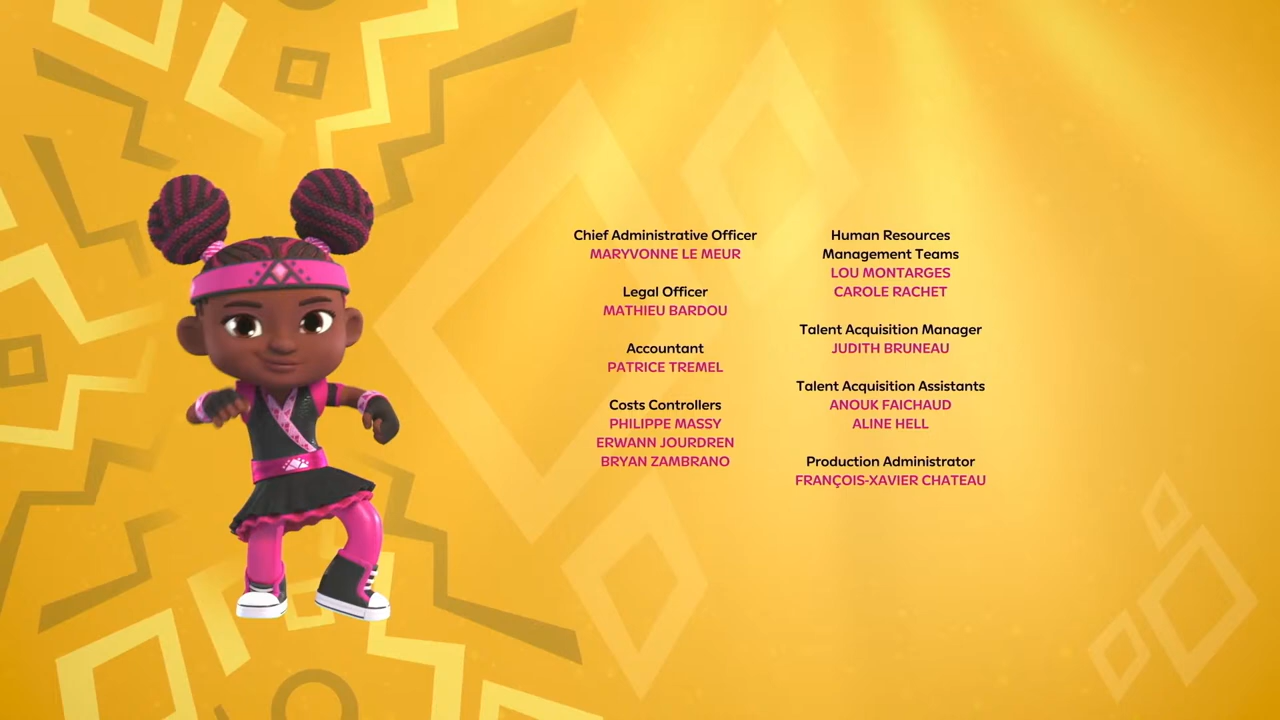 Chief Administrative Officer
MARYVONNE LE MEUR
Legal Officer
MATHIEU BARDOU
Accountant
PATRICE TREMEL
Costs Controllers
PHILIPPE MASSY
ERWANN JOURDREN
BRYAN ZAMBRANO
Human Resources
Management Teams
LOU MONTARGES
CAROLE RACHET
Talent Acquisition Manager
JUDITH BRUNEAU
Talent Acquisition Assistants
ANOUK FAICHAUD
ALINE HELL
Production Administrator
FRANÇOIS-XAVIER CHATEAU